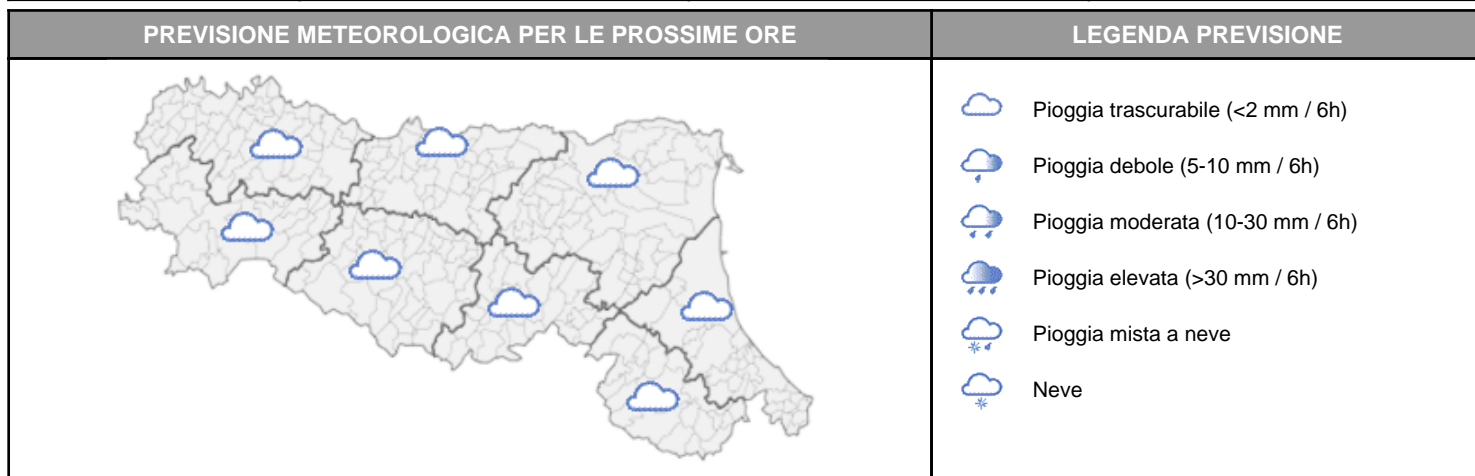 PREVISIONE METEOROLOGICA PER LE PROSSIME ORE
LEGENDA PREVISIONE
Pioggia trascurabile (<2 mm / 6h)
Pioggia debole (5-10 mm / 6h)
Pioggia moderata (10-30 mm / 6h)
Pioggia elevata (>30 mm / 6h)
Pioggia mista a neve
Neve